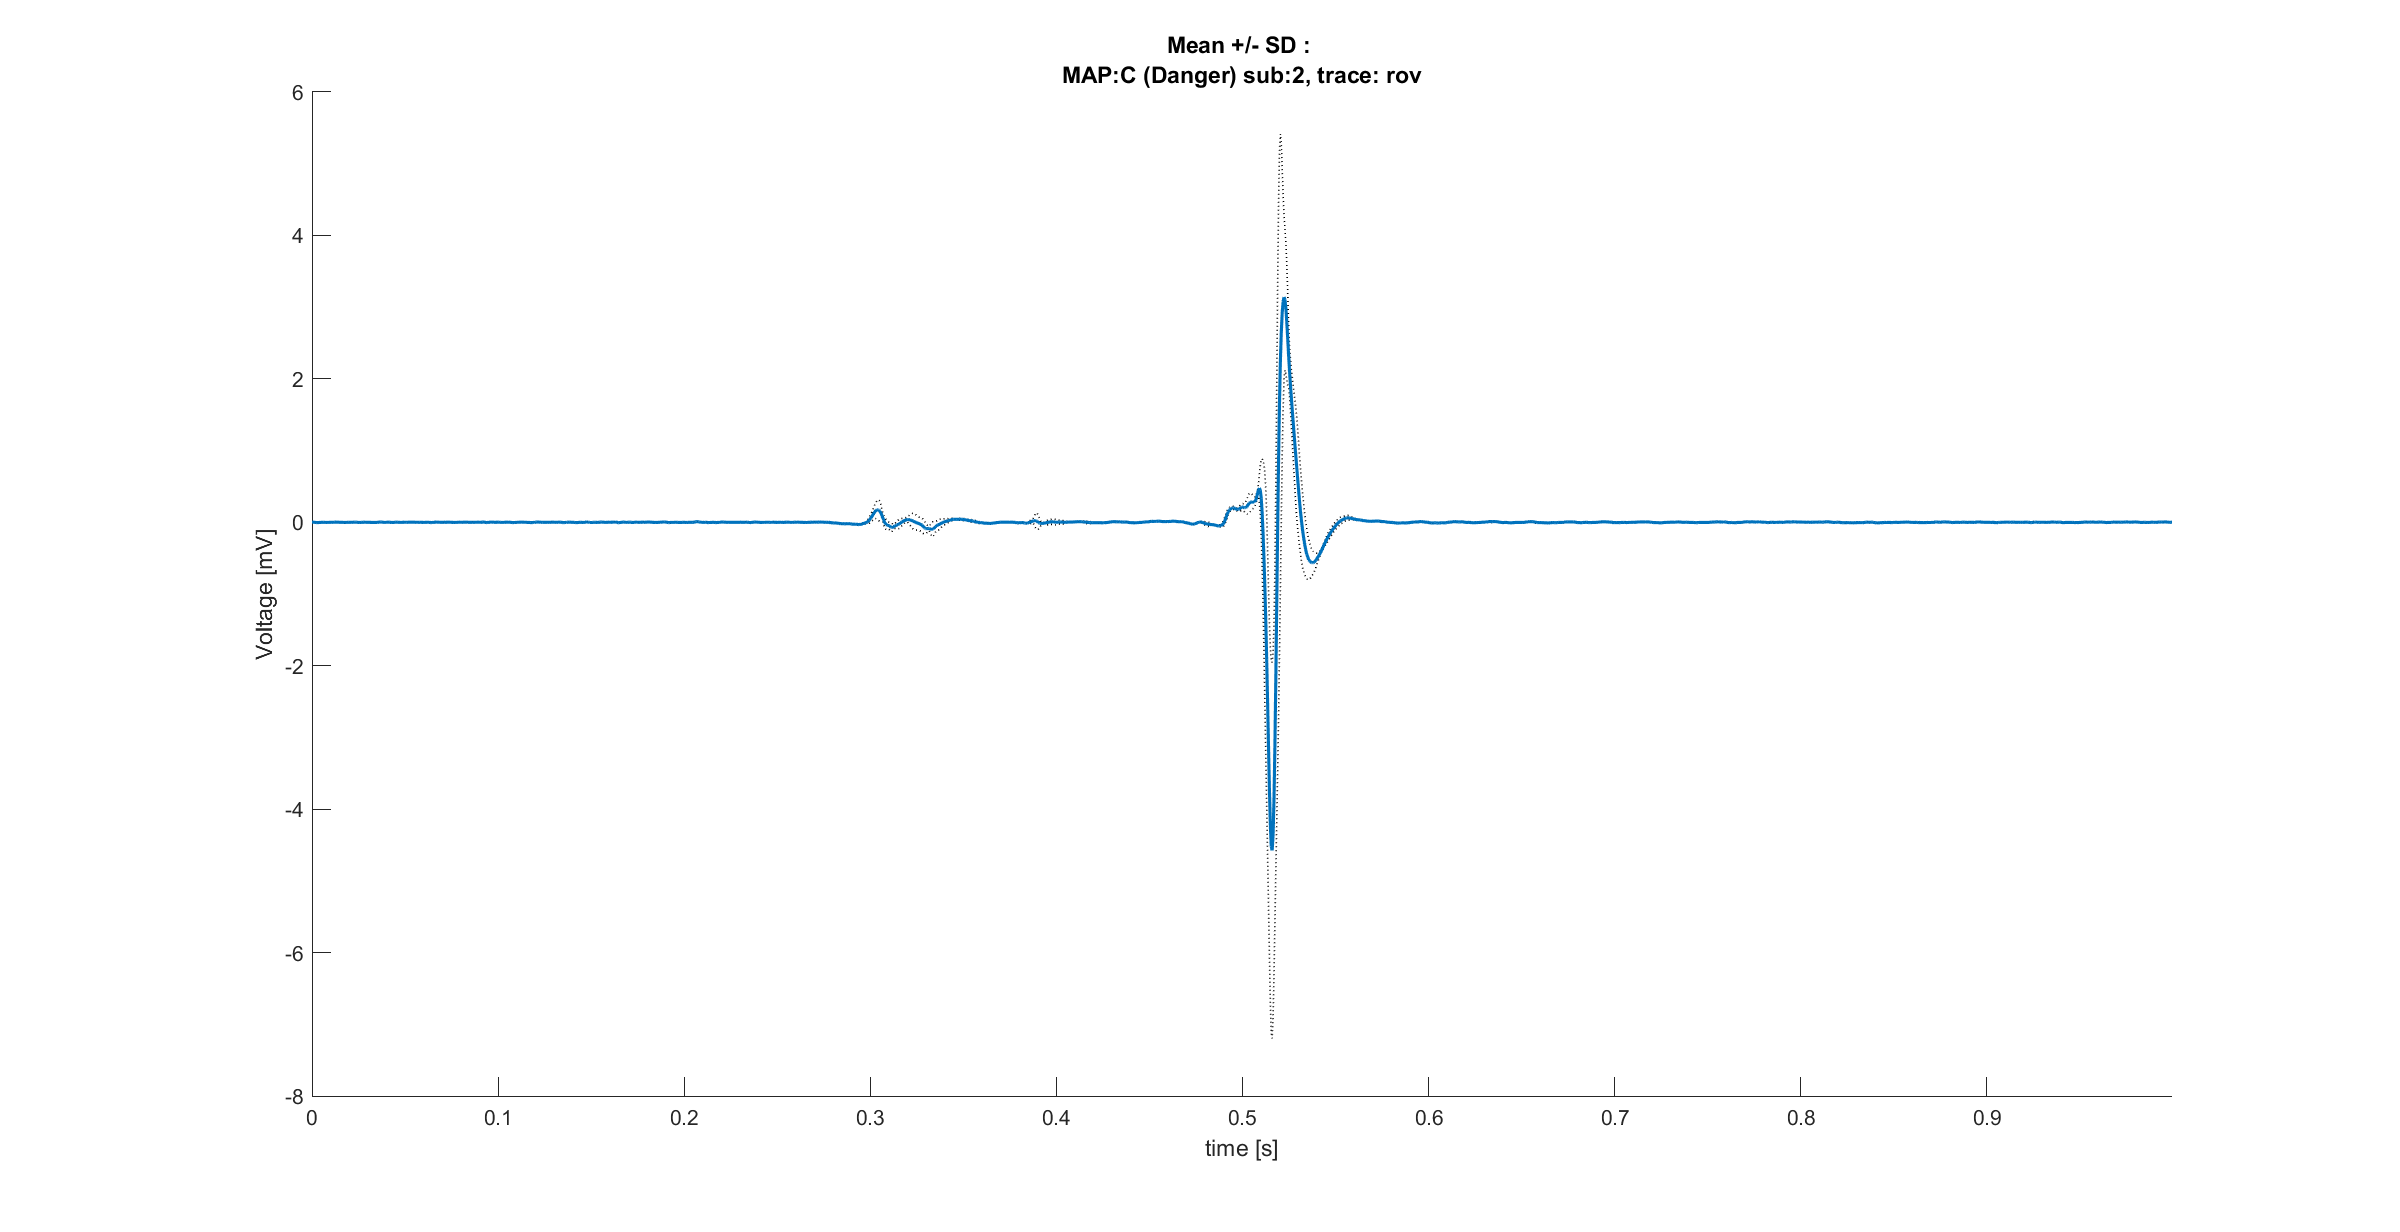 Mean +/- SD :
MAP:C (Danger) sub:2, trace: rov
6
4
2
0
-2
-4
-6
-8
Voltage [mV]
0 0.1 0.2 0.3 0.4 0.5 0.6 0.7 0.8 0.9
time [s]